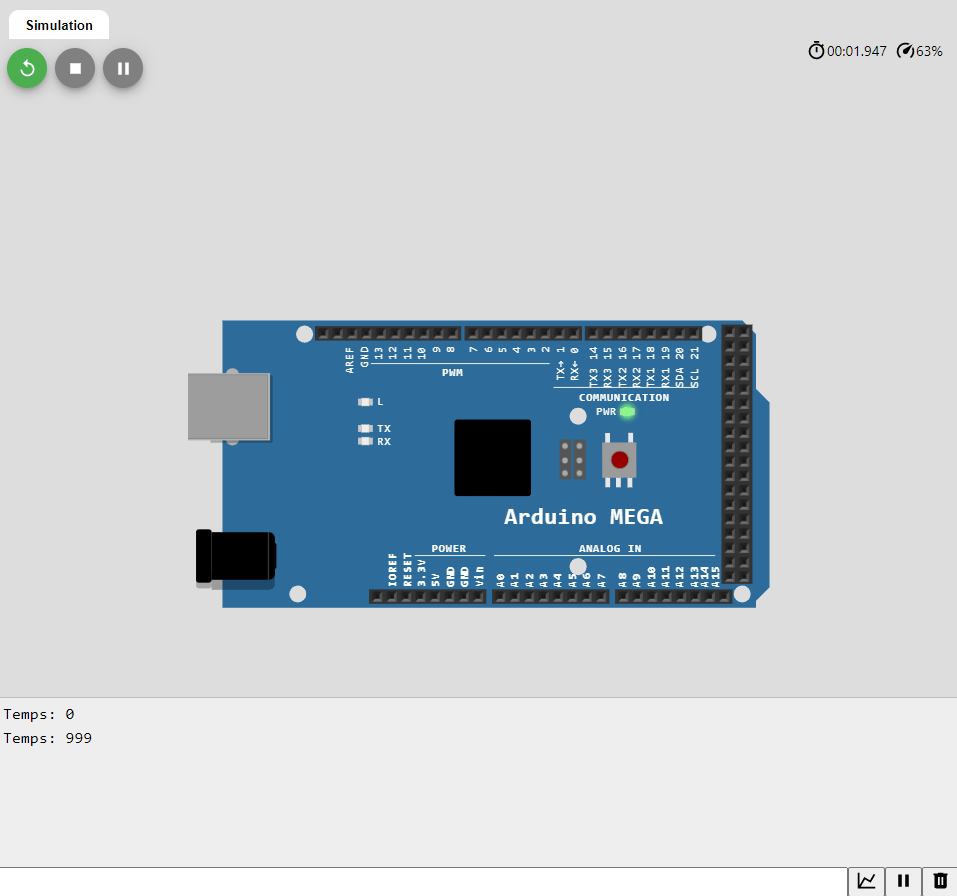 Simulation
00:01.947 63%
AREF GND 13 12 11 10 9 8 7 6 5 4 3 2 TX→ 1 RX← 0 TX3 14 RX3 15 TX2 16 RX2 17 TX1 18 RX1 19 SDA 20 SCL 21
PWM
COMMUNICATION
L
PWR
TX
RX
Arduino MEGA
POWER
ANALOG IN
IOREF RESET 3.3V 5V GND GND Vin A0 A1 A2 A3 A4 A5 A6 A7 A8 A9 A10 A11 A12 A13 A14 A15
Temps: 0
Temps: 999